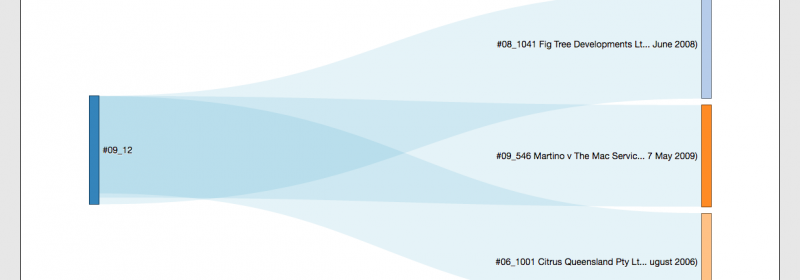 #08_1041 Fig Tree Developments Lt... June 2008)
#09_12
#09_546 Martino v The Mac Servic... 7 May 2009)
#06_1001 Citrus Queensland Pty Lt... ugust 2006)